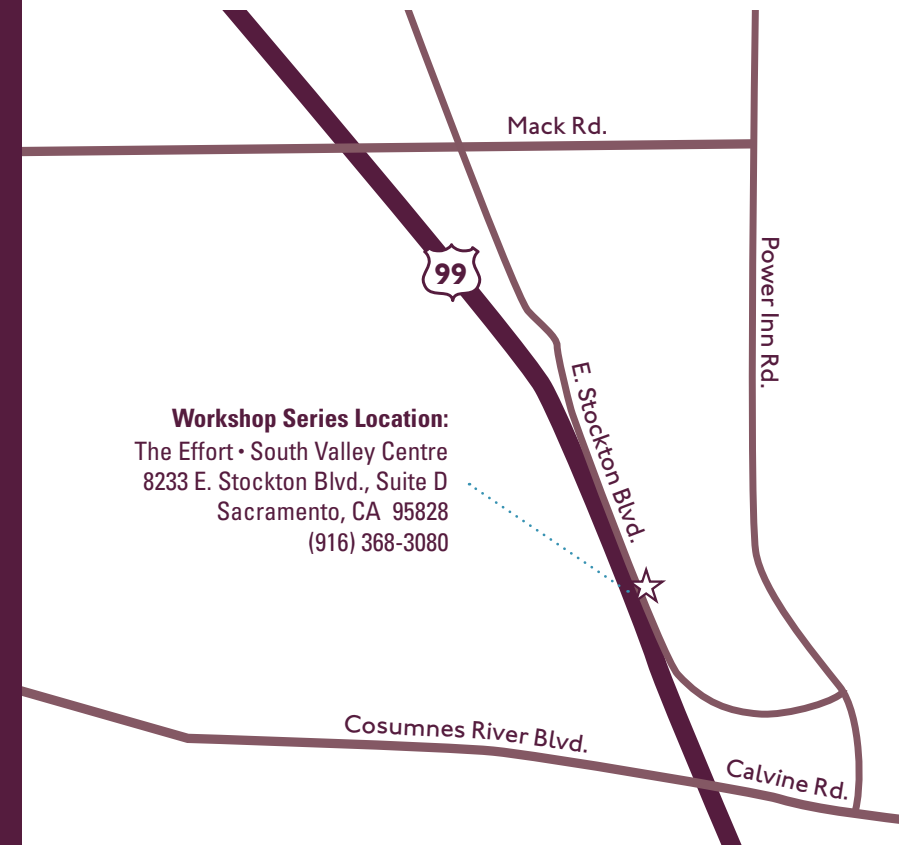 Mack Rd.
99
Power Inn Rd.
E. Stockton Blvd.
Workshop Series Location:
The Effort • South Valley Centre
8233 E. Stockton Blvd., Suite D
Sacramento, CA  95828
(916) 368-3080
Cosumnes River Blvd.
Calvine Rd.